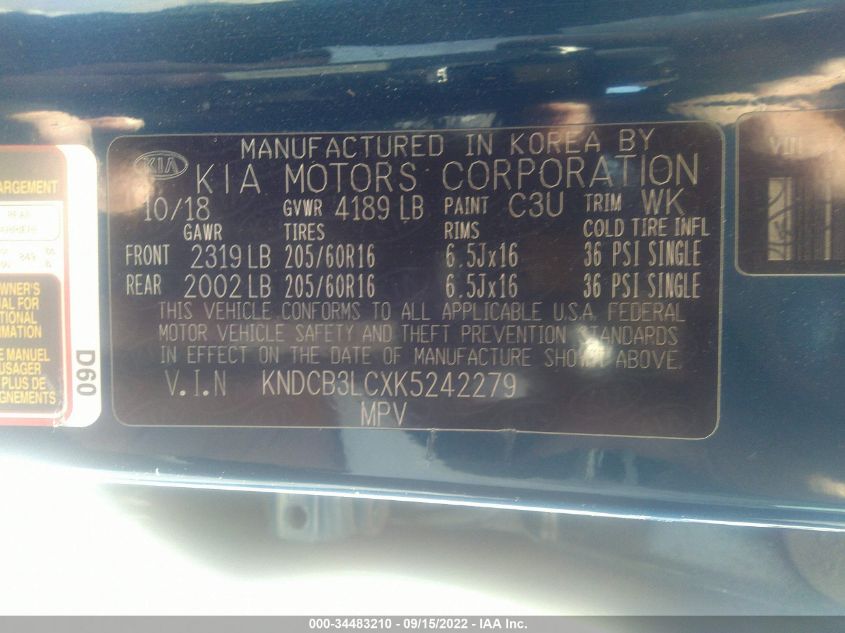 MANUFACTURED IN KOREA BY
KIA KIA MOTORS CORPORATION
10/18 GVWR 4189 LB PAINT C3U TRIM WK
GAWR TIRES RIMS COLD TIRE INFL
FRONT 2319 LB 205/60R16 6.5Jx16 36 PSI SINGLE
REAR 2002 LB 205/60R16 6.5Jx16 36 PSI SINGLE
THIS VEHICLE CONFORMS TO ALL APPLICABLE U.S.A. FEDERAL
MOTOR VEHICLE SAFETY AND THEFT PREVENTION STANDARDS
IN EFFECT ON THE DATE OF MANUFACTURE SHOWN ABOVE.
V.I.N KNDCB3LCXK5242279
MPV
D60
000-34483210 - 09/15/2022 - IAA Inc.